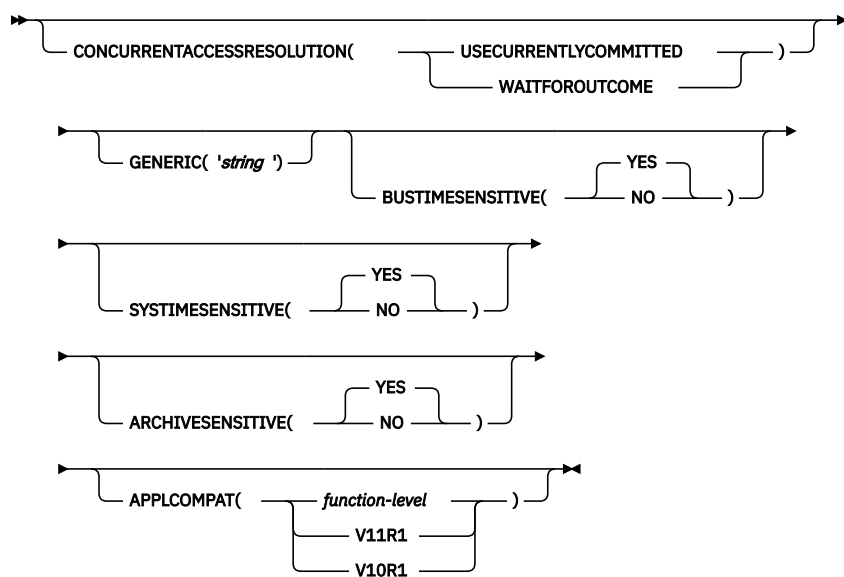 CONCURRENTACCESSRESOLUTION( USECURRENTLYCOMMITTED )
WAITFOROUTCOME
GENERIC( 'string ')
YES
BUSTIMESENSITIVE( NO )
YES
SYSTIMESENSITIVE( NO )
YES
ARCHIVESENSITIVE( NO )
APPLCOMPAT( function-level )
V11R1
V10R1